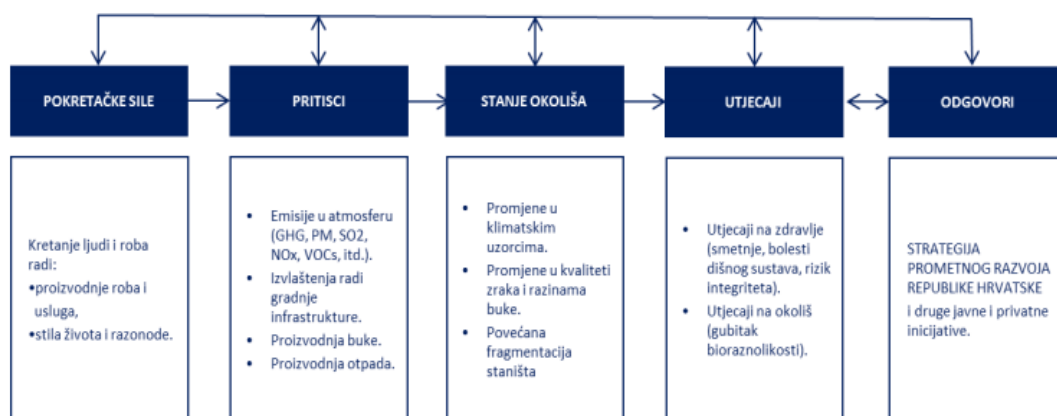 POKRETAČKE SILE
PRITISCI
STANJE OKOLIŠA
UTJECAJI
ODGOVORI
Kretanje ljudi i roba
radi:
•proizvodnje roba i
usluga,
•stila života i razonode.
• Emisije u atmosferu
(GHG, PM, SO2,
NOx, VOCs, itd.).
• Izvlaštenja radi
gradnje
infrastrukture.
• Proizvodnja buke.
• Proizvodnja otpada.
• Promjene u
klimatskim
uzorcima.
• Promjene u kvaliteti
zraka i razinama
buke.
• Povećana
fragmentacija
staništa
• Utjecaji na zdravlje
(smetnje, bolesti
dišnog sustava, rizik
integriteta).
• Utjecaji na okoliš
(gubitak
bioraznolikosti).
STRATEGIJA
PROMETNOG RAZVOJA
REPUBLIKE HRVATSKE
i druge javne i privatne
inicijative.